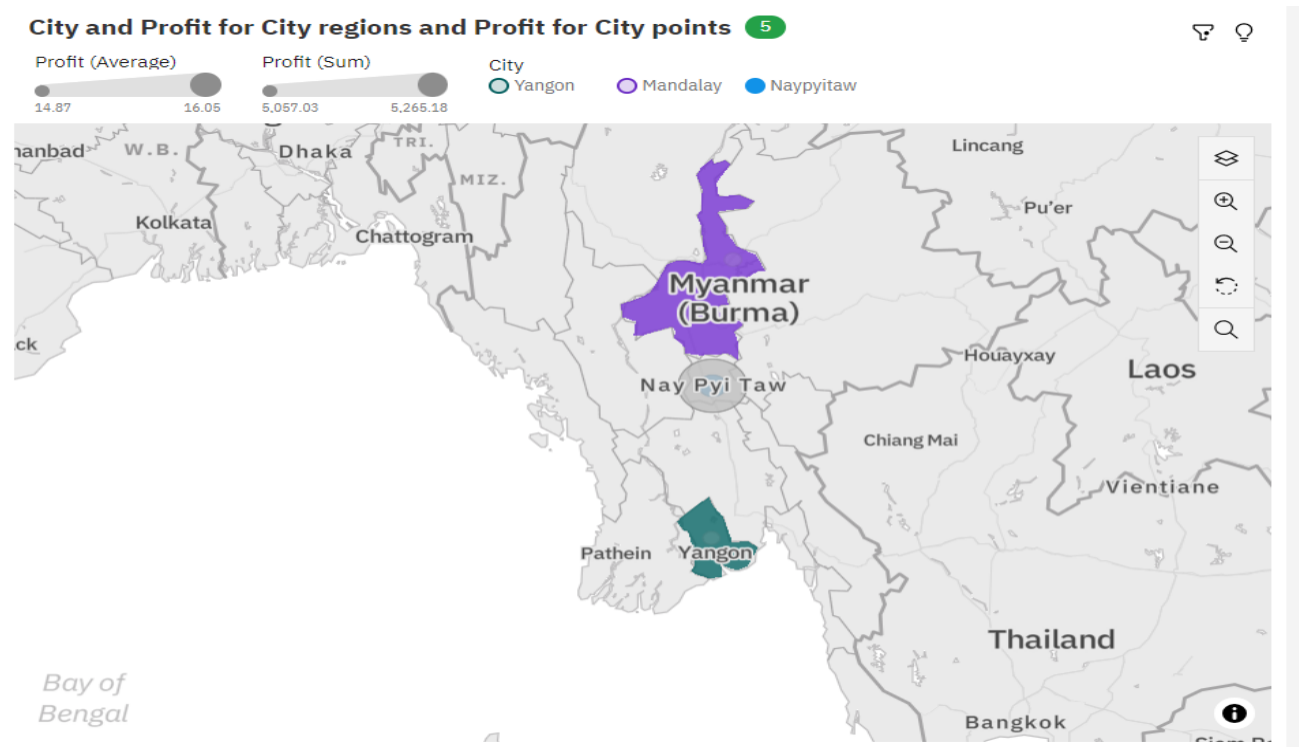 City and Profit for City regions and Profit for City points 5
Profit (Average)
14.87 16.05
Profit (Sum)
5,057.03 5,265.18
City
Yangon Mandalay Naypyitaw
anbad
W.B.
Dhaka
TRI.
Lincang
MIZ.
Kolkata
Pu'er
Chattogram
Myanmar
(Burma)
ck
Houayxay
Laos
Nay Pyi Taw
Chiang Mai
Vientiane
Pathein
Yangon
Thailand
Bay of
Bengal
Bangkok